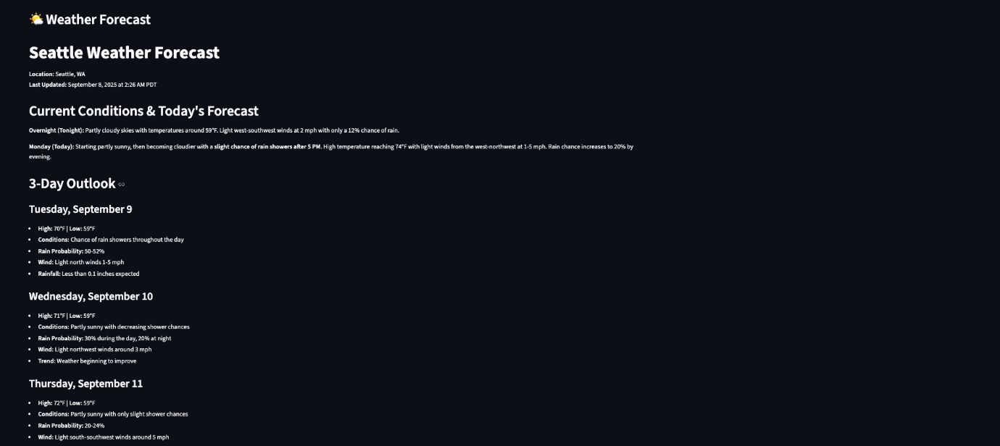 🌤️ Weather Forecast
Seattle Weather Forecast
Location: Seattle, WA
Last Updated: September 8, 2025 at 2:26 AM PDT
Current Conditions & Today's Forecast
Overnight (Tonight): Partly cloudy skies with temperatures around 59°F. Light west-southwest winds at 2 mph with only a 12% chance of rain.
Monday (Today): Starting partly sunny, then becoming cloudier with a slight chance of rain showers after 5 PM. High temperature reaching 74°F with light winds from the west-northwest at 1-5 mph. Rain chance increases to 20% by
evening.
3-Day Outlook
Tuesday, September 9
• High: 70°F | Low: 59°F
• Conditions: Chance of rain showers throughout the day
• Rain Probability: 50-52%
• Wind: Light north winds 1-5 mph
• Rainfall: Less than 0.1 inches expected
Wednesday, September 10
• High: 71°F | Low: 59°F
• Conditions: Partly sunny with decreasing shower chances
• Rain Probability: 30% during the day, 20% at night
• Wind: Light northwest winds around 3 mph
• Trend: Weather beginning to improve
Thursday, September 11
• High: 72°F | Low: 59°F
• Conditions: Partly sunny with only slight shower chances
• Rain Probability: 20-24%
• Wind: Light south-southwest winds around 5 mph